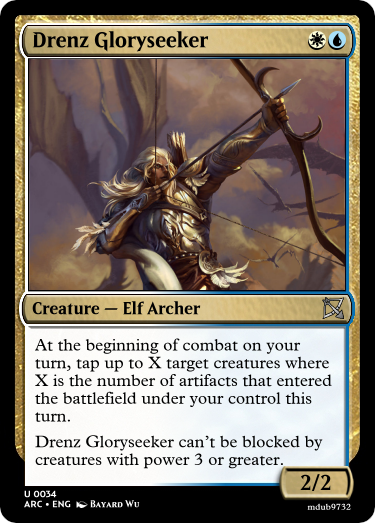 Drenz Gloryseeker
Creature — Elf Archer
At the beginning of combat on your
turn, tap up to X target creatures where
X is the number of artifacts that entered
the battlefield under your control this
turn.
Drenz Gloryseeker can't be blocked by
creatures with power 3 or greater.
2/2
U 0034
ARC • ENG Bayard Wu
mdub9732